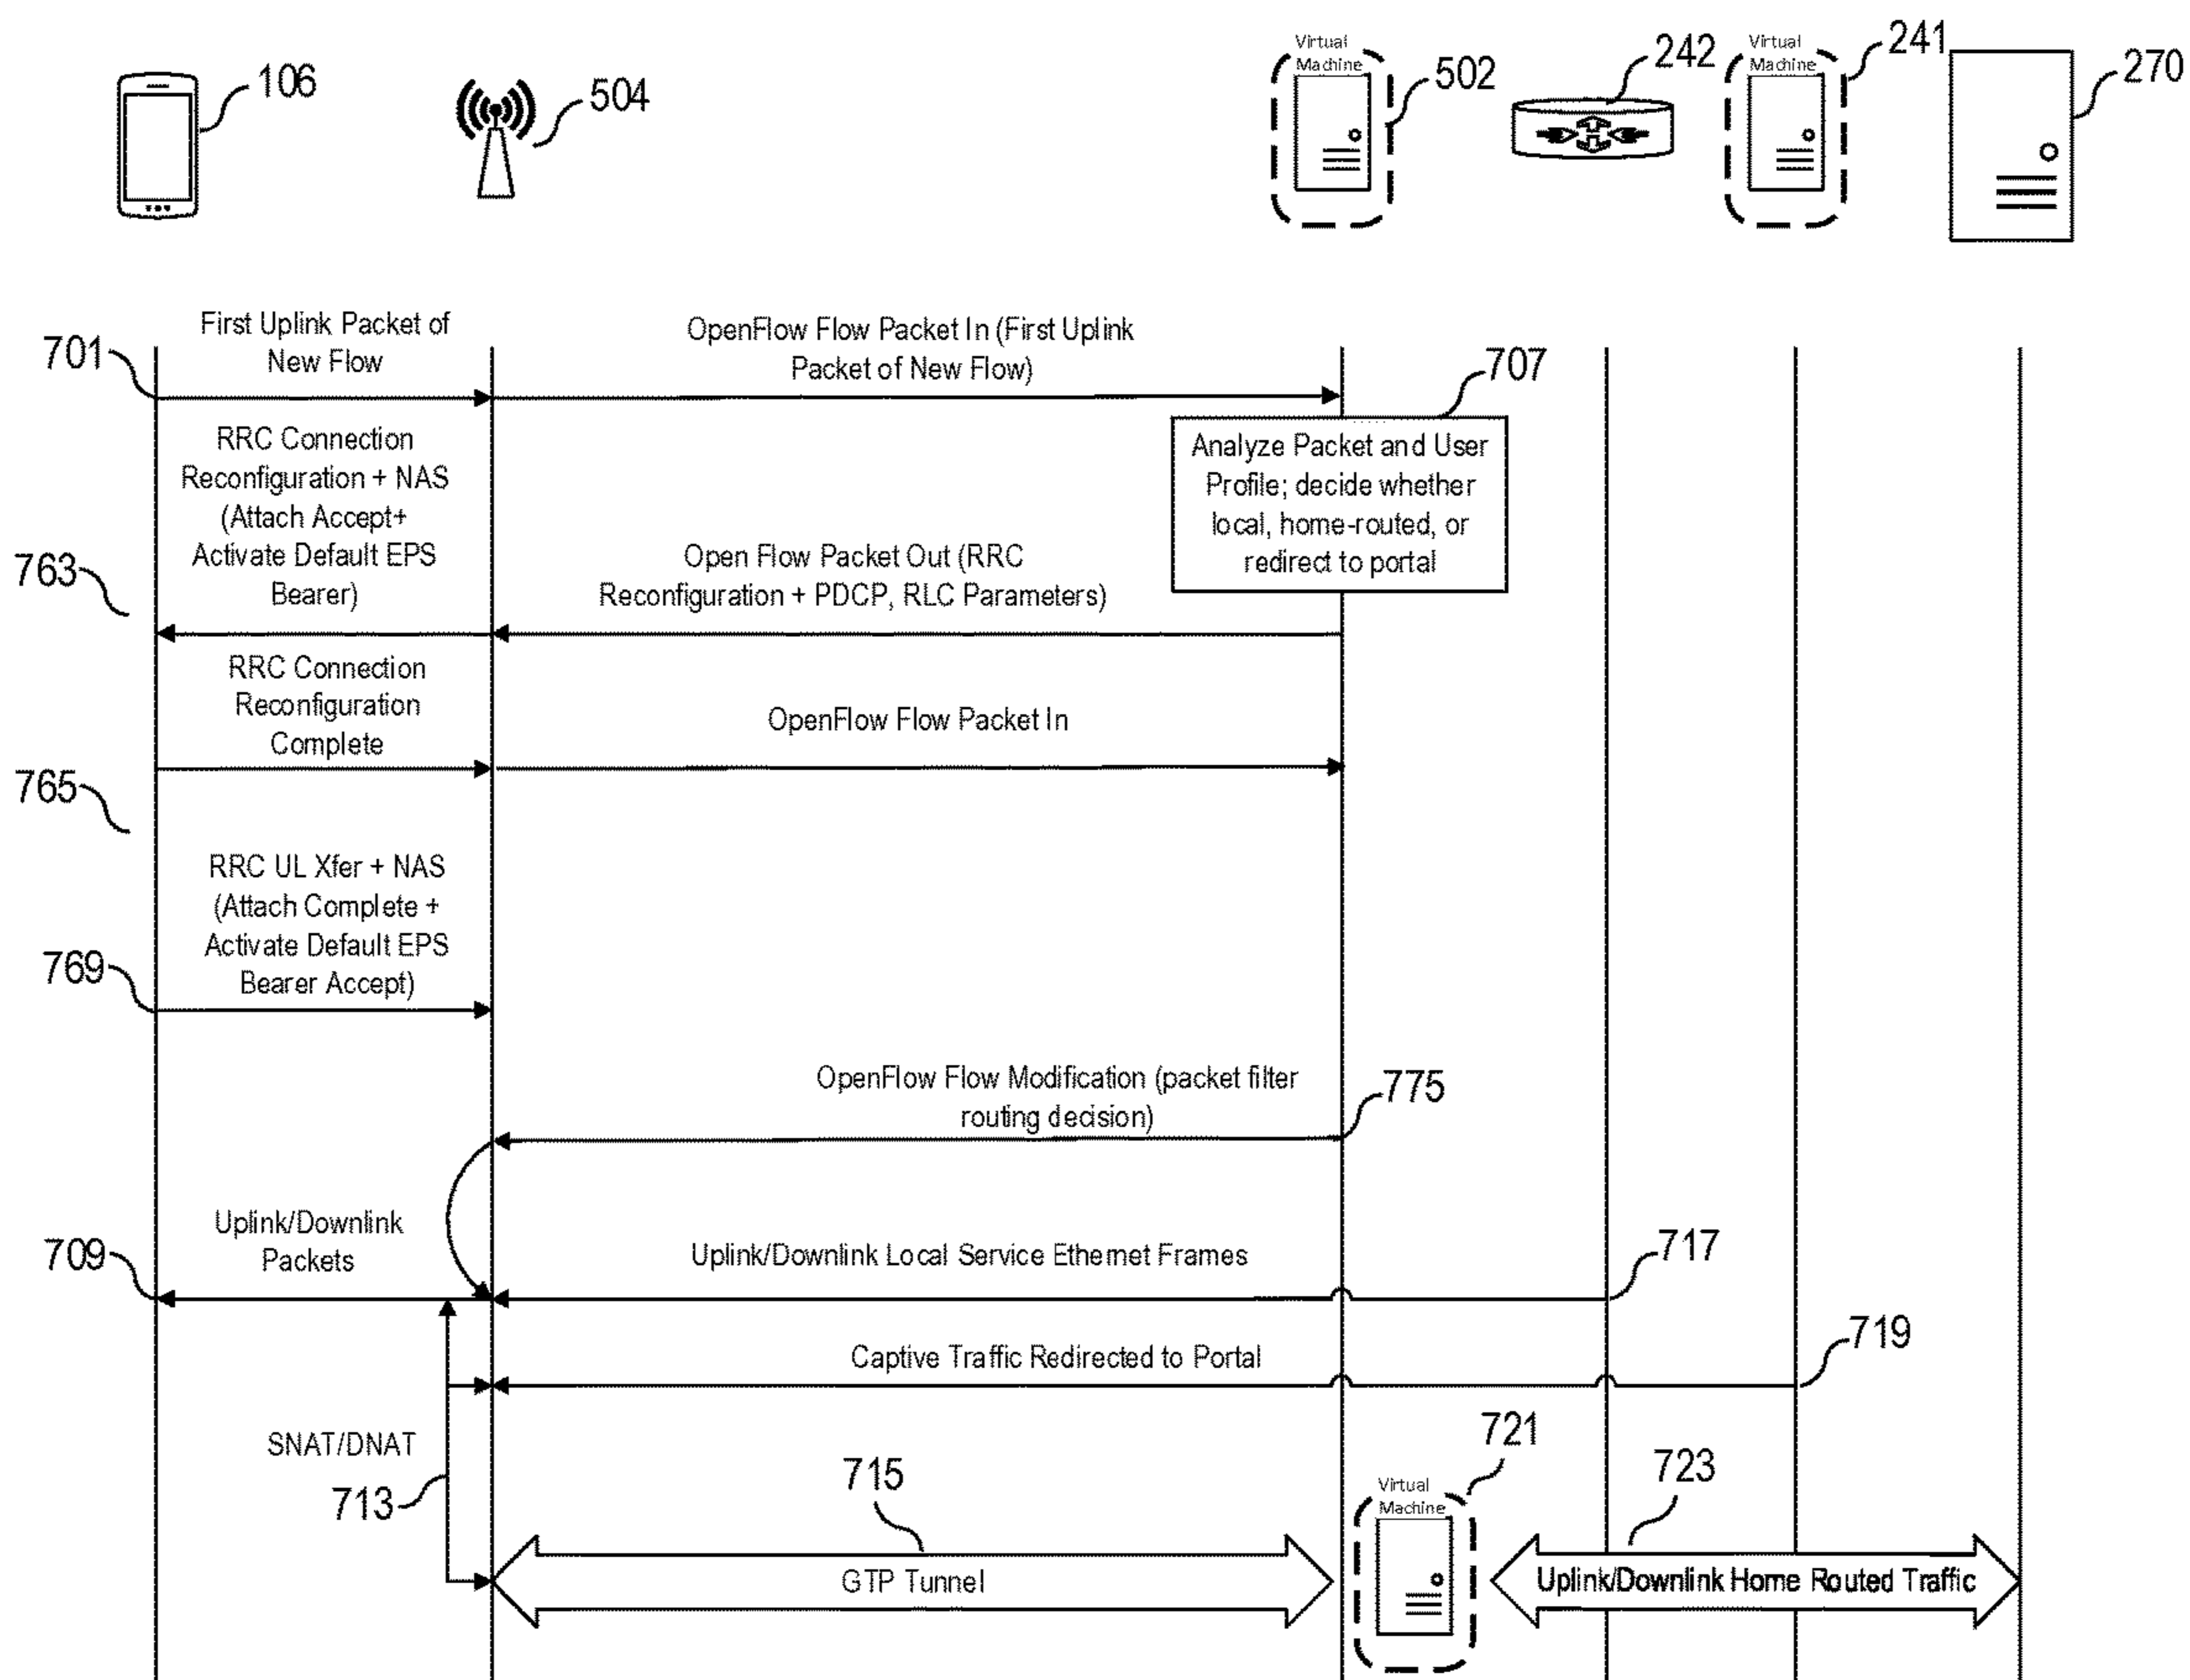 106
504
Virtual
Machine
502
242
Virtual
Machine
241
270
First Uplink Packet of
New Flow
701
OpenFlow Flow Packet In (First Uplink
Packet of New Flow)
707
Analyze Packet and User
Profile; decide whether
local, home-routed, or
redirect to portal
RRC Connection
Reconfiguration + NAS
(Attach Accept+
Activate Default EPS
Bearer)
763
Open Flow Packet Out (RRC
Reconfiguration + PDCP, RLC Parameters)
RRC Connection
Reconfiguration
Complete
OpenFlow Flow Packet In
765
RRC UL Xfer + NAS
(Attach Complete +
Activate Default EPS
Bearer Accept)
769
OpenFlow Flow Modification (packet filter
routing decision)
775
Uplink/Downlink
Packets
709
Uplink/Downlink Local Service Ethernet Frames
717
Captive Traffic Redirected to Portal
719
SNAT/DNAT
713
715
GTP Tunnel
721
Virtual
Machine
723
Uplink/Downlink Home Routed Traffic